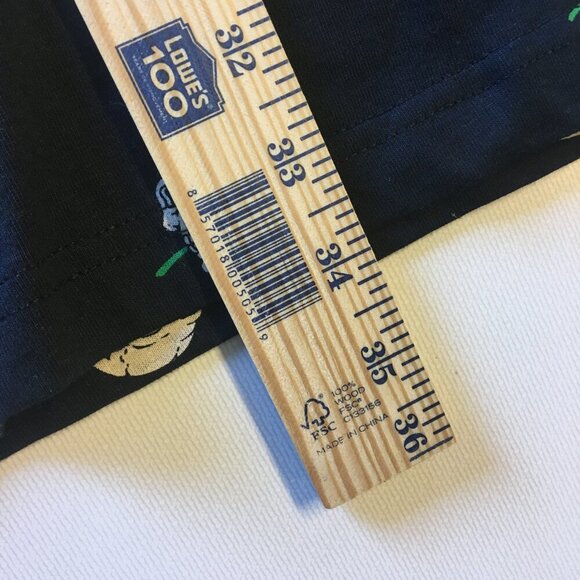 LOWE'S
100
32
33
34
35
36
8 57018 00505 9
FSC
100%
WOOD
FSC®
C133156
MADE IN CHINA